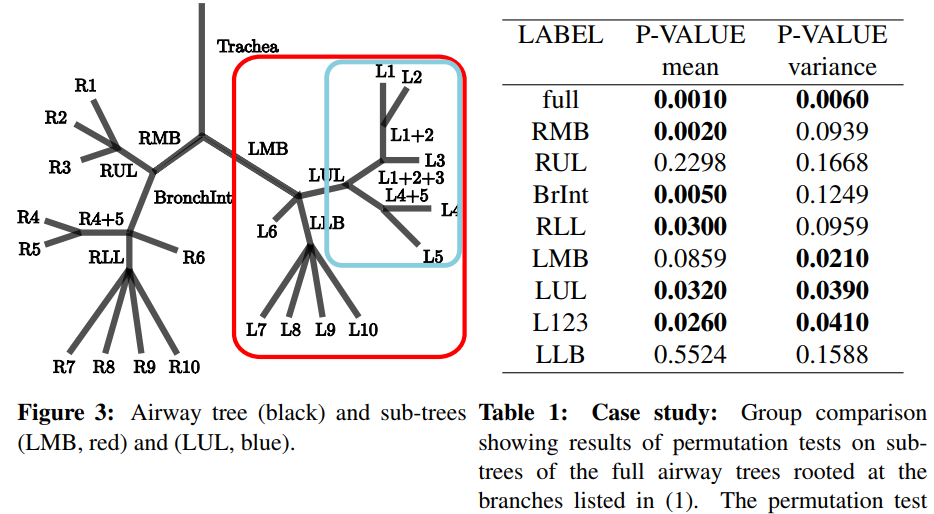 Trachea
L1 L2
R1
R2
RMB
LMB
L1+2
R3
RUL
L3
LUL
L1+2+3
BronchInt
L4+5
L4
R4
R4+5
L6
LLB
R5
RLL
R6
L5
L7 L8 L9 L10
R7 R8 R9 R10
Figure 3: Airway tree (black) and sub-trees
(LMB, red) and (LUL, blue).
LABEL P-VALUE P-VALUE
mean variance
full 0.0010 0.0060
RMB 0.0020 0.0939
RUL 0.2298 0.1668
BrInt 0.0050 0.1249
RLL 0.0300 0.0959
LMB 0.0859 0.0210
LUL 0.0320 0.0390
L123 0.0260 0.0410
LLB 0.5524 0.1588
Table 1: Case study: Group comparison
showing results of permutation tests on sub-
trees of the full airway trees rooted at the
branches listed in (1). The permutation test